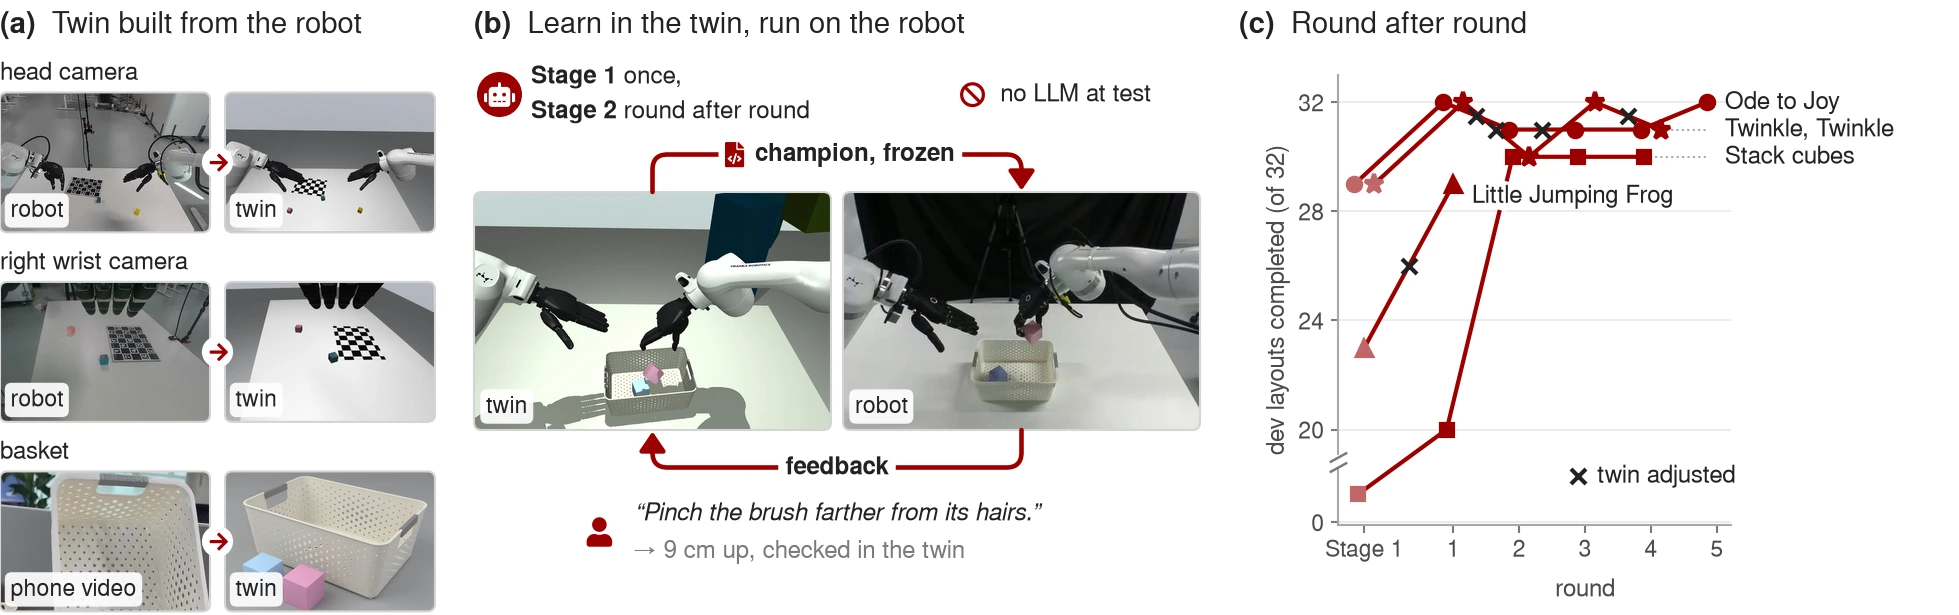 (a) Twin built from the robot
head camera
robot
twin
right wrist camera
robot
twin
basket
phone video
twin
(b) Learn in the twin, run on the robot
Stage 1 once,
Stage 2 round after round
no LLM at test
champion, frozen
twin
robot
feedback
“Pinch the brush farther from its hairs.”
→ 9 cm up, checked in the twin
(c) Round after round
dev layouts completed (of 32)
32
28
24
20
0
Ode to Joy
Twinkle, Twinkle
Stack cubes
Little Jumping Frog
twin adjusted
Stage 1 1 2 3 4 5
round